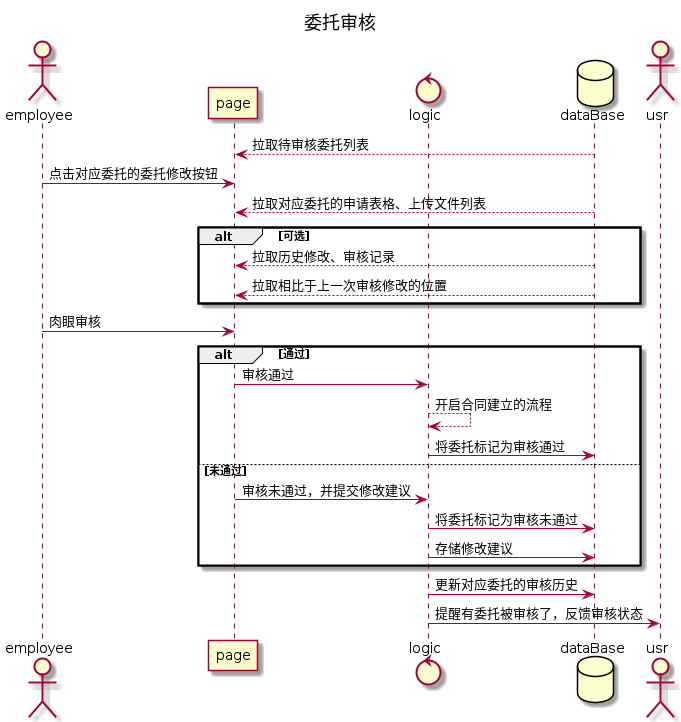 委托审核
employee
page
logic
dataBase
usr
拉取待审核委托列表
点击对应委托的委托修改按钮
拉取对应委托的申请表格、上传文件列表
alt [可选]
拉取历史修改、审核记录
拉取相比于上一次审核修改的位置
肉眼审核
alt [通过]
审核通过
开启合同建立的流程
将委托标记为审核通过
[未通过]
审核未通过，并提交修改建议
将委托标记为审核未通过
存储修改建议
更新对应委托的审核历史
提醒有委托被审核了，反馈审核状态
employee
page
logic
dataBase
usr